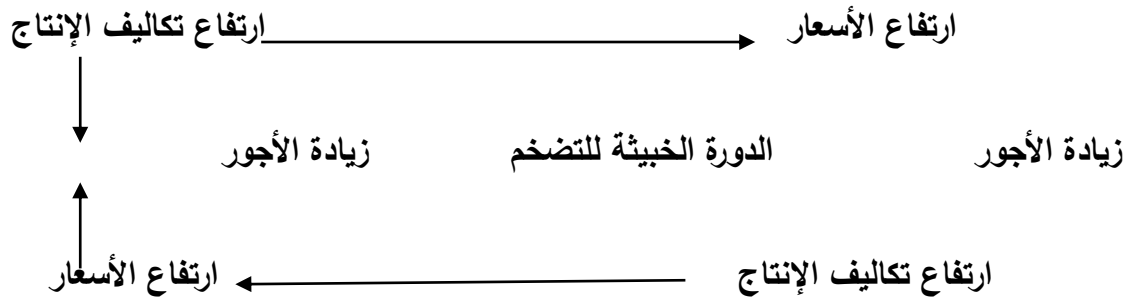 ارتفاع الأسعار ارتفاع تكاليف الإنتاج
زيادة الأجور الدورة الخبيثة للتضخم زيادة الأجور
ارتفاع تكاليف الإنتاج ارتفاع الأسعار